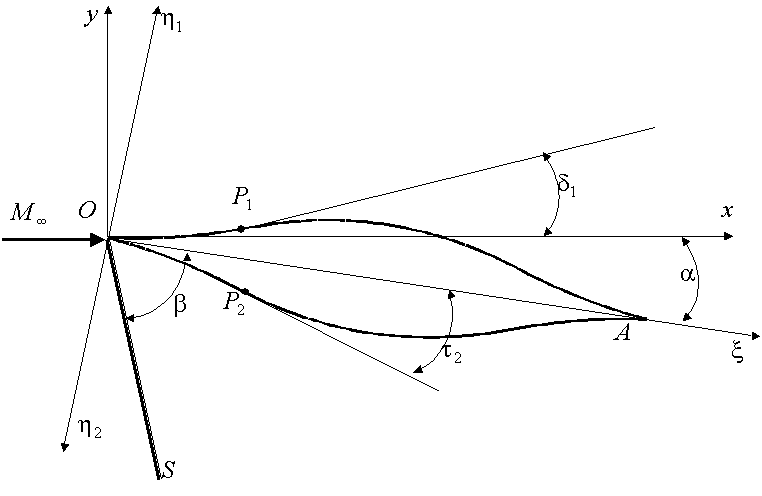 y η₁
P₁ δ₁
M∞ O x
α
β P₂
τ₂ A ξ
η₂
S